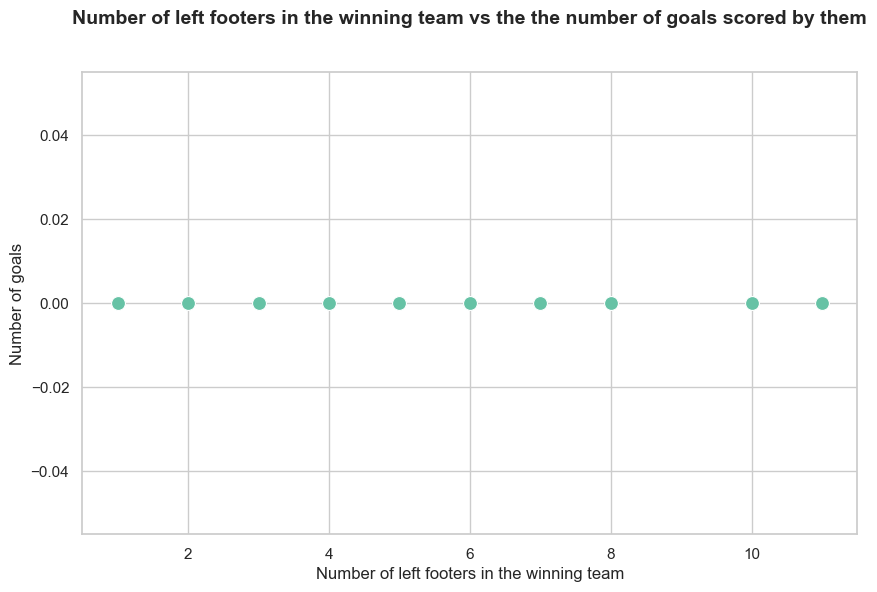 Number of left footers in the winning team vs the the number of goals scored by them
0.04
0.02
0.00
−0.02
−0.04
Number of goals
2 4 6 8 10
Number of left footers in the winning team